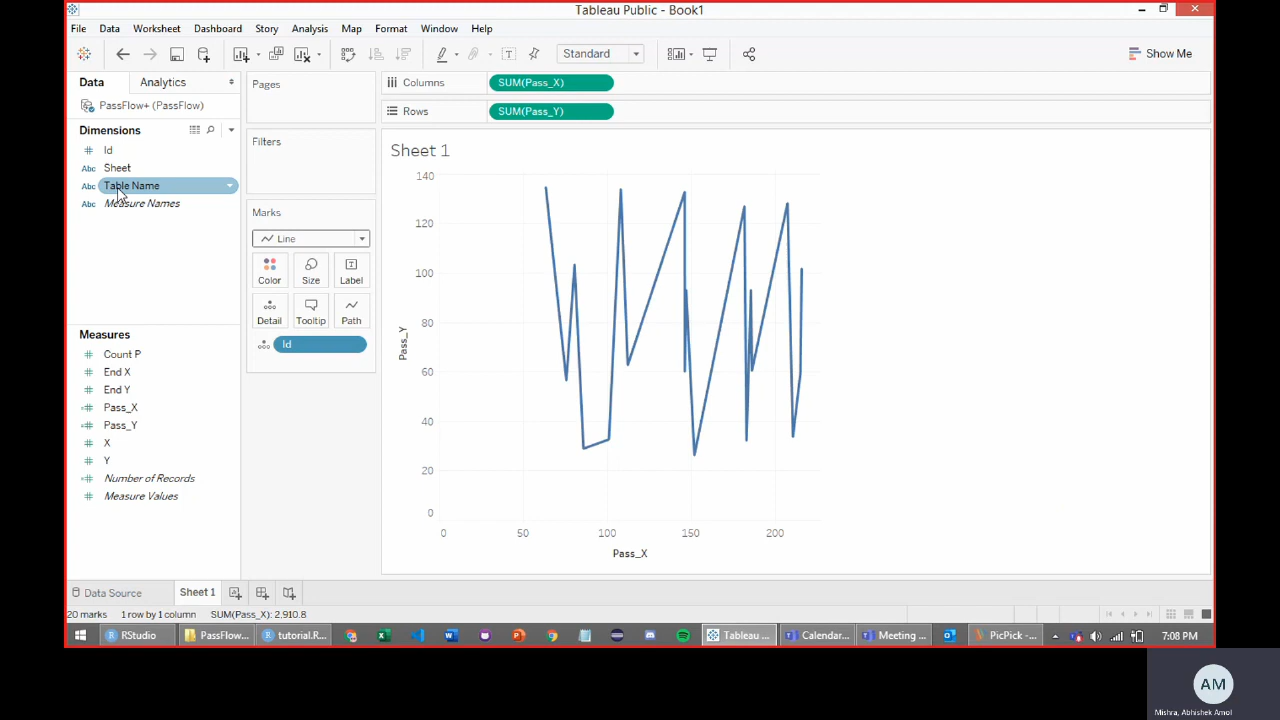 Tableau Public - Book1
File Data Worksheet Dashboard Story Analysis Map Format Window Help
Standard
Show Me
Data Analytics
PassFlow+ (PassFlow)
Dimensions
# Id
Abc Sheet
Abc Table Name
Abc Measure Names
Measures
# Count P
# End X
# End Y
=# Pass_X
=# Pass_Y
# X
# Y
=# Number of Records
# Measure Values
Pages
Filters
Marks
Line
Color Size Label
Detail Tooltip Path
Id
Columns SUM(Pass_X)
Rows SUM(Pass_Y)
Sheet 1
140
120
100
80
60
40
20
0
Pass_Y
0 50 100 150 200
Pass_X
Data Source Sheet 1
20 marks 1 row by 1 column SUM(Pass_X): 2,910.8
RStudio PassFlow... tutorial.R... Tableau ... Calendar... Meeting ... PicPick -... 7:08 PM
AM
Mishra, Abhishek Amol